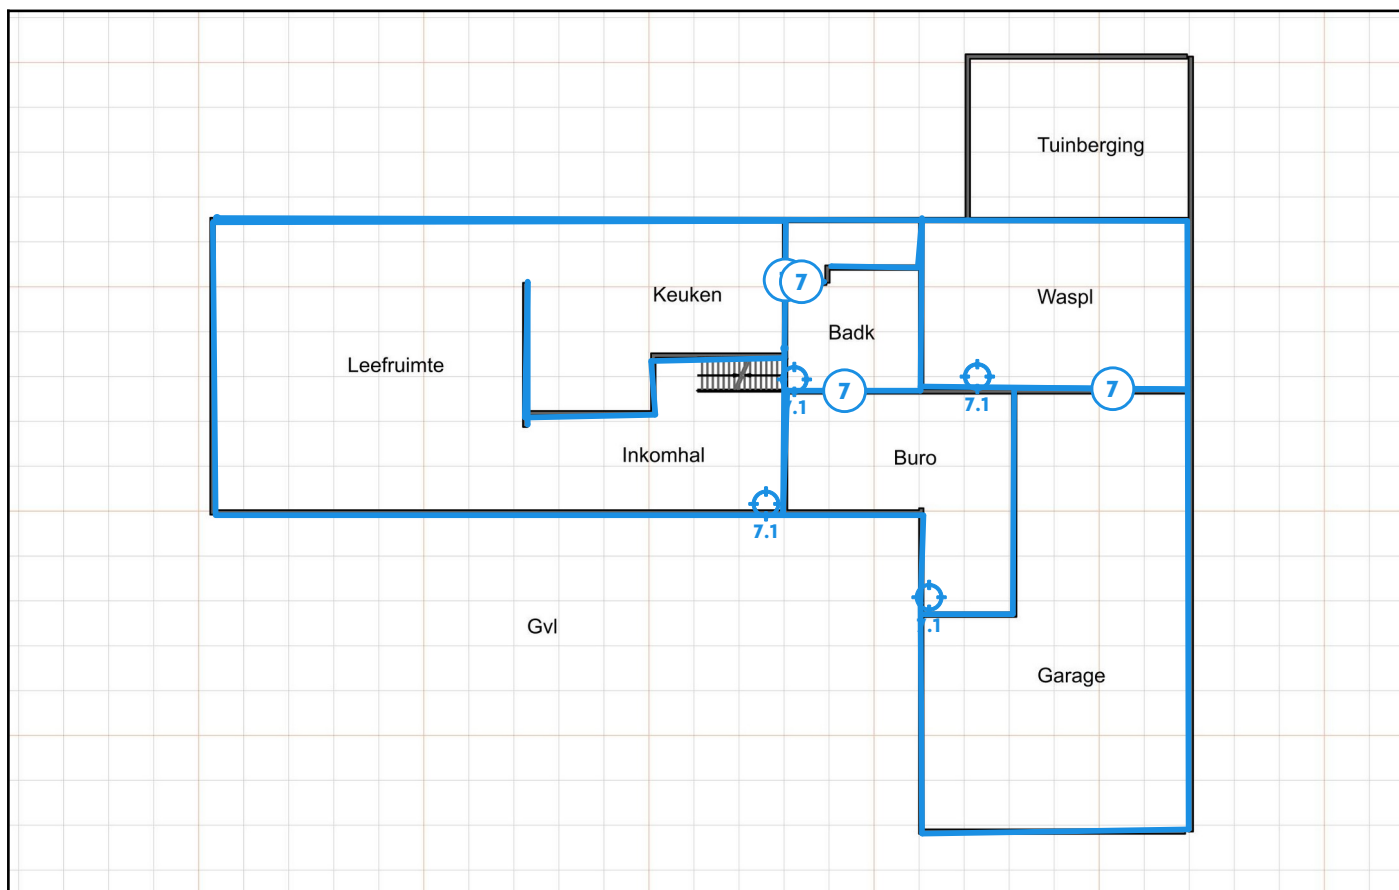 Tuinberging
Keuken
7
Waspl
Badk
Leefruimte
7.1
7
7.1
7
Inkomhal
Buro
7.1
7.1
Gvl
Garage